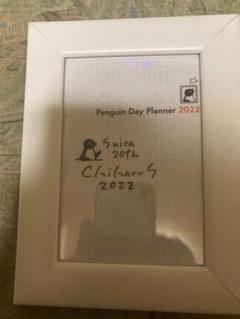 Penguin Day Planner 2022
Suica
20th
Chiharu S
2022